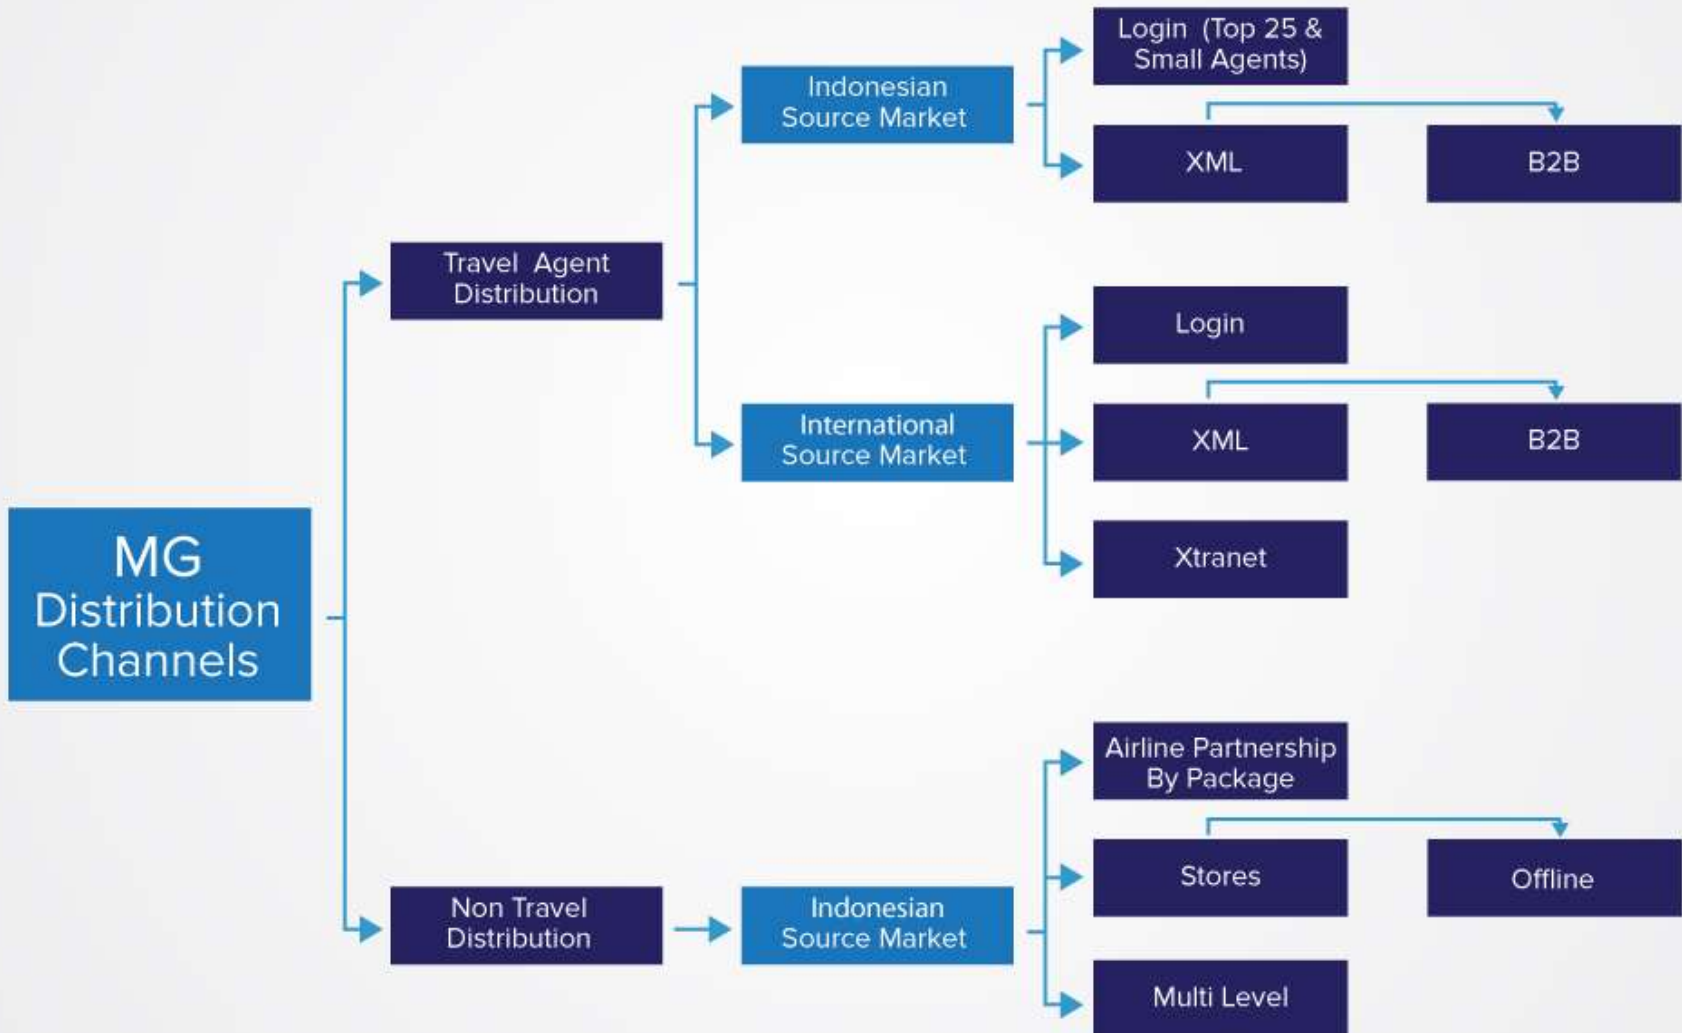 MG
Distribution
Channels
Travel Agent
Distribution
Indonesian
Source Market
Login (Top 25 &
Small Agents)
XML
B2B
International
Source Market
Login
XML
B2B
Xtranet
Non Travel
Distribution
Indonesian
Source Market
Airline Partnership
By Package
Stores
Offline
Multi Level